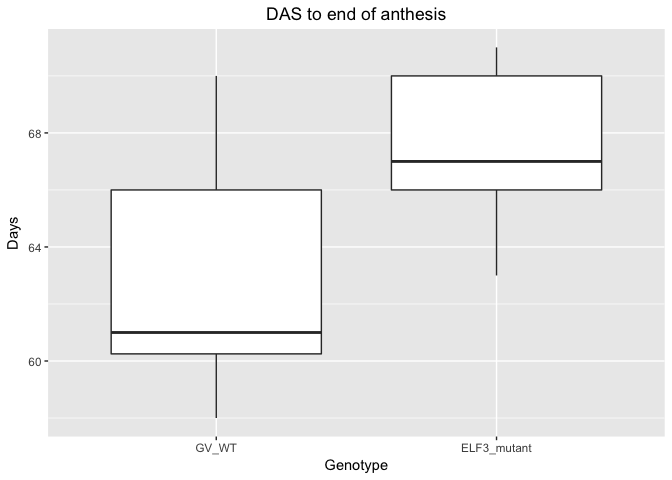 DAS to end of anthesis
Days
68
64
60
GV_WT ELF3_mutant
Genotype